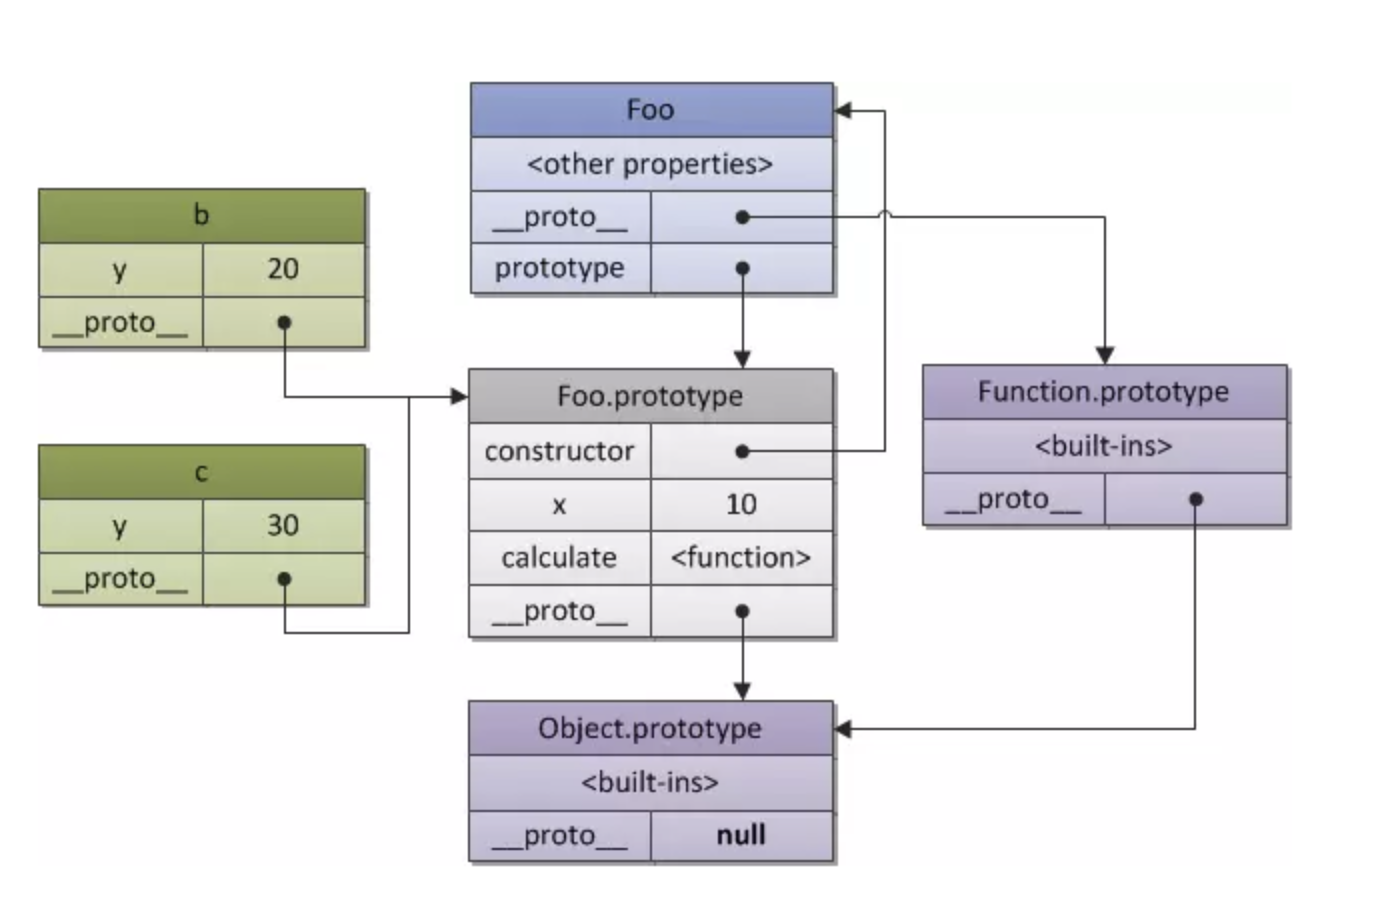 Foo
<other properties>
__proto__
prototype
b
y 20
__proto__
c
y 30
__proto__
Foo.prototype
constructor
x 10
calculate <function>
__proto__
Function.prototype
<built-ins>
__proto__
Object.prototype
<built-ins>
__proto__ null